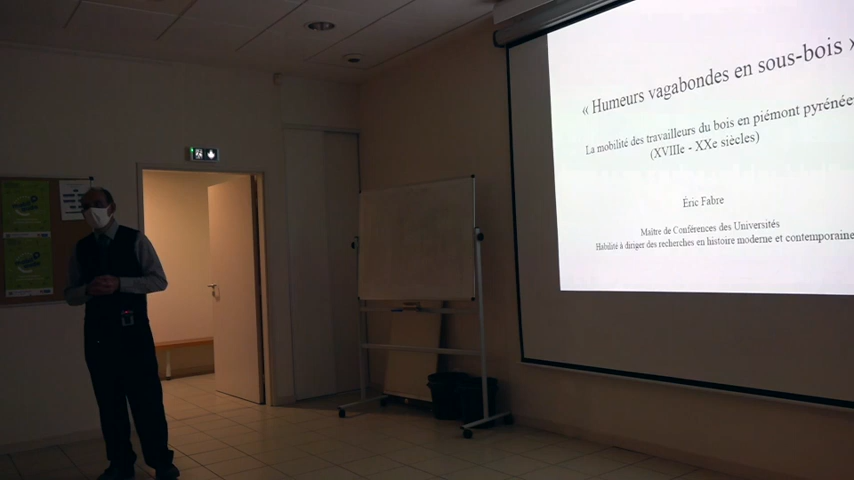 « Humeurs vagabondes en sous-bois »
La mobilité des travailleurs du bois en piémont pyrénée
(XVIIIe - XXe siècles)
Éric Fabre
Maître de Conférences des Universités
Habilité à diriger des recherches en histoire moderne et contemporaine